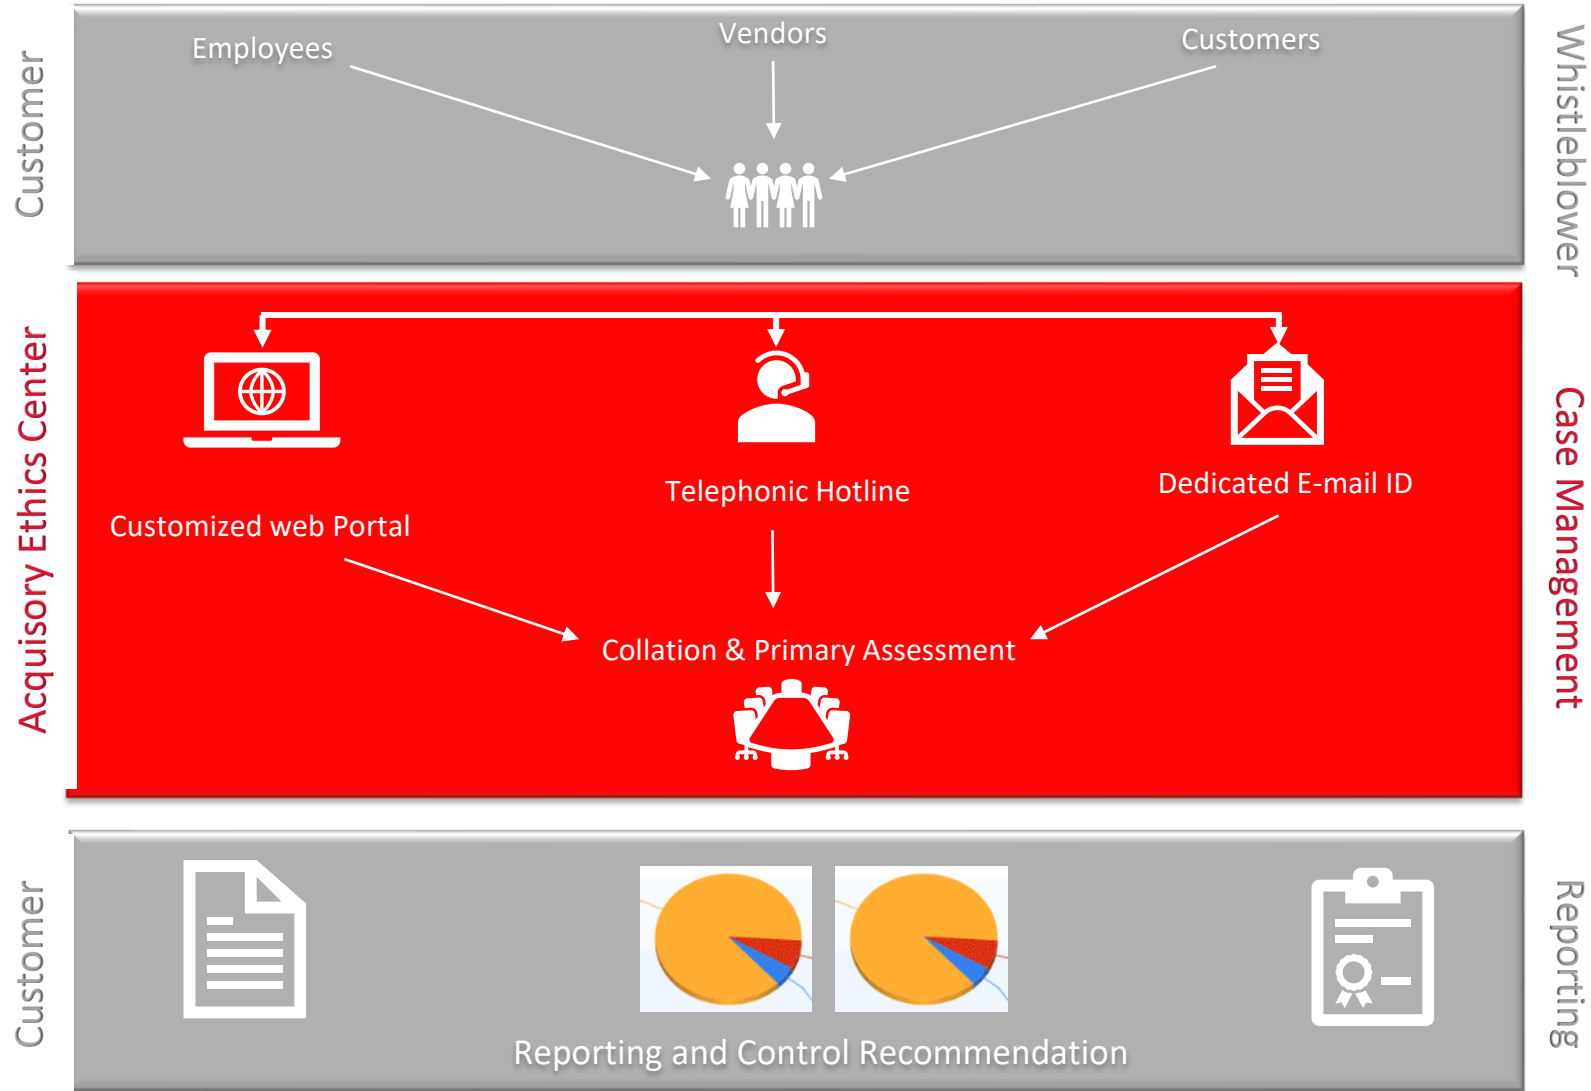 Customer
Employees
Vendors
Customers
Whistleblower
Acquisory Ethics Center
Customized web Portal
Telephonic Hotline
Dedicated E-mail ID
Collation & Primary Assessment
Case Management
Customer
Reporting and Control Recommendation
Reporting